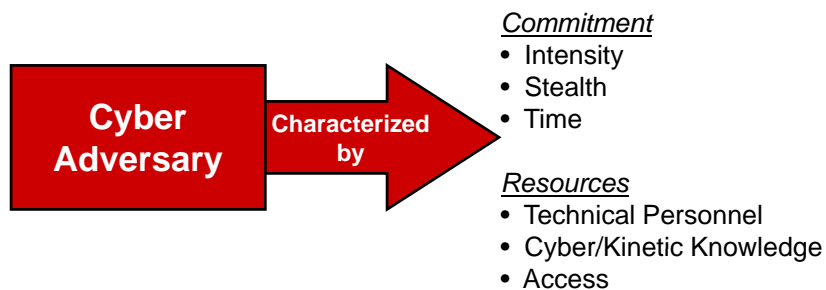 Cyber
Adversary
Characterized
by
Commitment
• Intensity
• Stealth
• Time
Resources
• Technical Personnel
• Cyber/Kinetic Knowledge
• Access